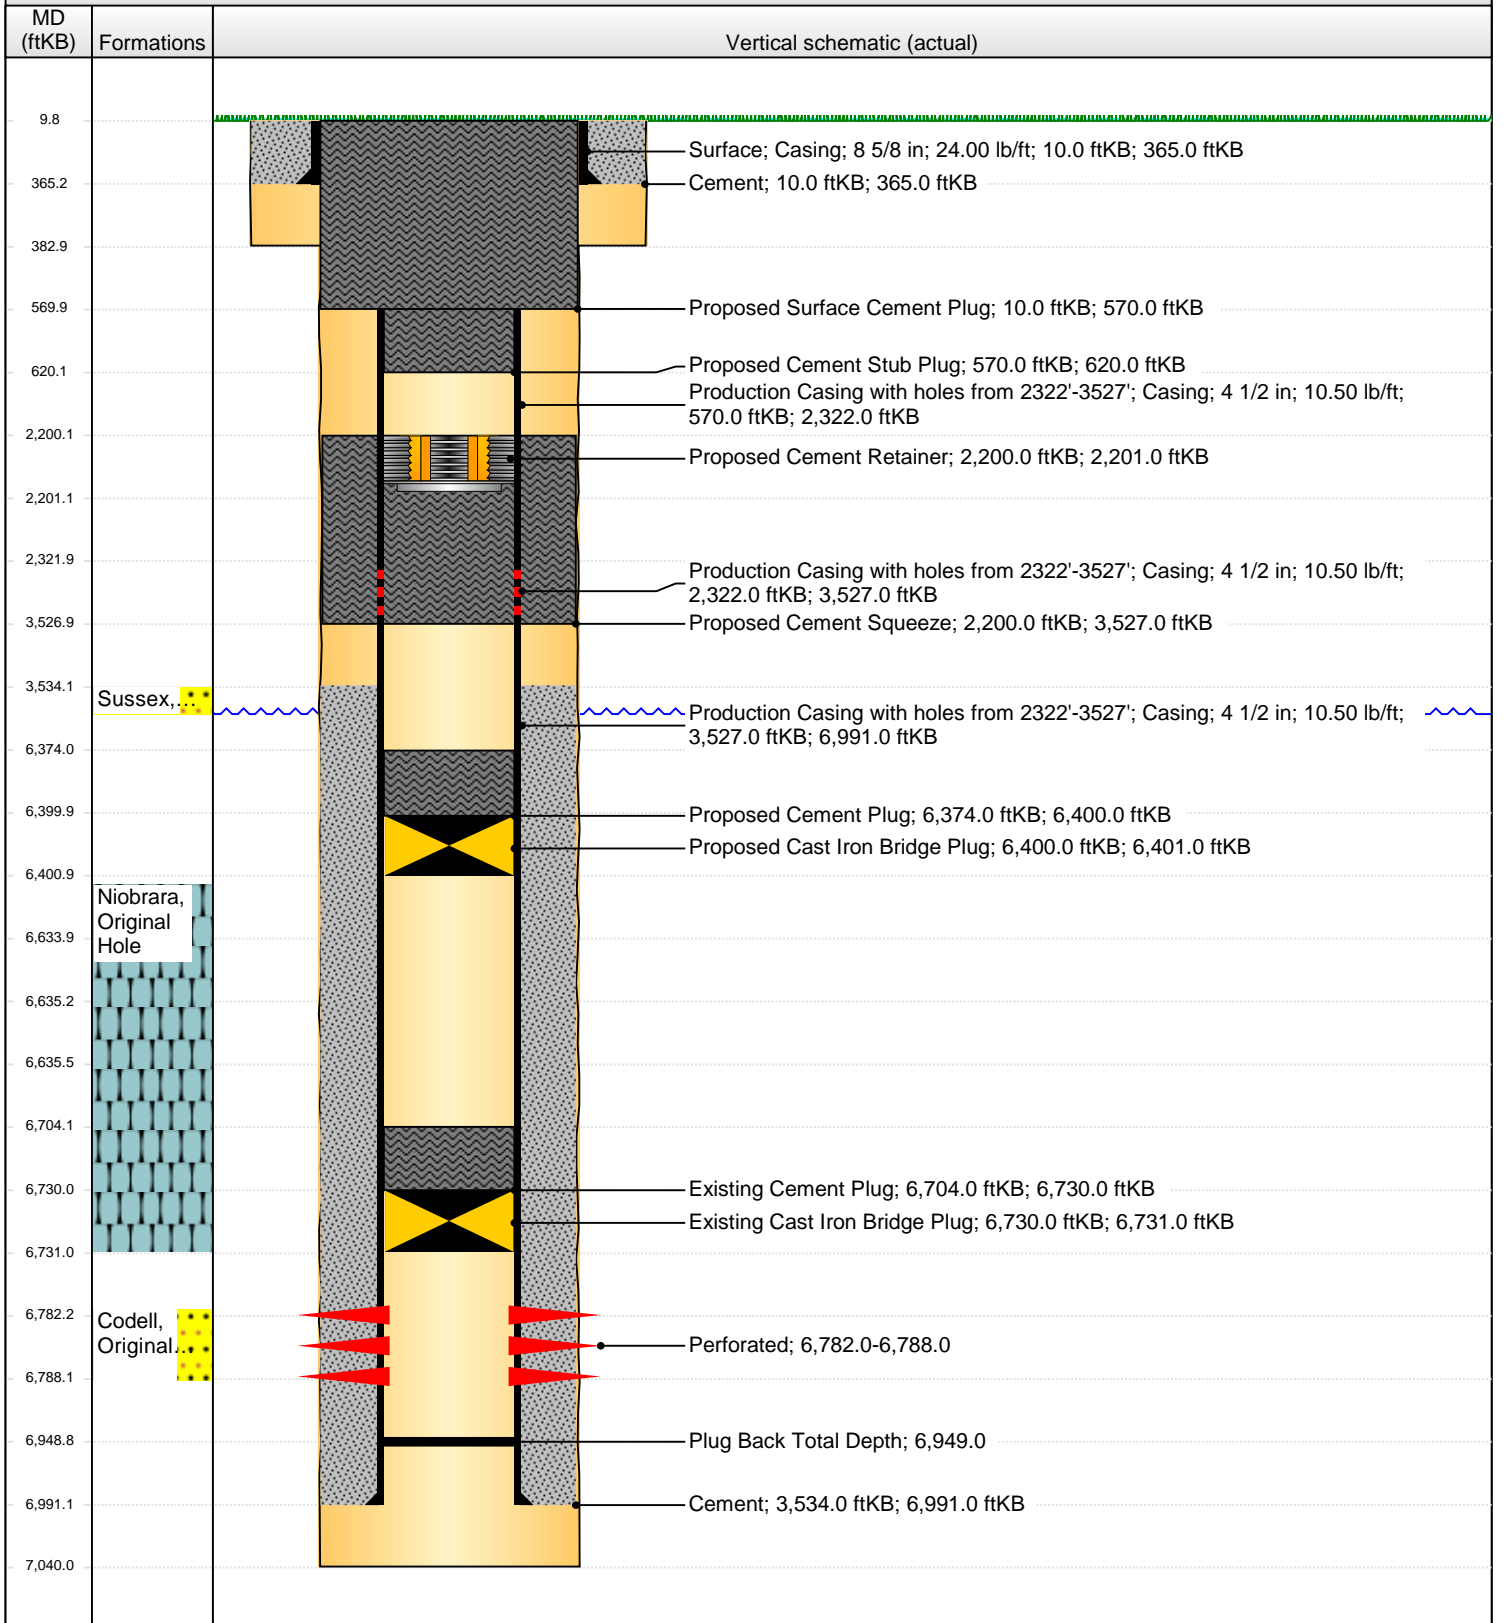 MD
(ftKB)
Formations
Vertical schematic (actual)
9.8
Surface; Casing; 8 5/8 in; 24.00 lb/ft; 10.0 ftKB; 365.0 ftKB
365.2
Cement; 10.0 ftKB; 365.0 ftKB
382.9
569.9
Proposed Surface Cement Plug; 10.0 ftKB; 570.0 ftKB
620.1
Proposed Cement Stub Plug; 570.0 ftKB; 620.0 ftKB
Production Casing with holes from 2322'-3527'; Casing; 4 1/2 in; 10.50 lb/ft;
570.0 ftKB; 2,322.0 ftKB
2,200.1
Proposed Cement Retainer; 2,200.0 ftKB; 2,201.0 ftKB
2,201.1
2,321.9
Production Casing with holes from 2322'-3527'; Casing; 4 1/2 in; 10.50 lb/ft;
2,322.0 ftKB; 3,527.0 ftKB
3,526.9
Proposed Cement Squeeze; 2,200.0 ftKB; 3,527.0 ftKB
3,534.1
Sussex,...
Production Casing with holes from 2322'-3527'; Casing; 4 1/2 in; 10.50 lb/ft;
3,527.0 ftKB; 6,991.0 ftKB
6,374.0
6,399.9
Proposed Cement Plug; 6,374.0 ftKB; 6,400.0 ftKB
Proposed Cast Iron Bridge Plug; 6,400.0 ftKB; 6,401.0 ftKB
6,400.9
Niobrara,
Original
Hole
6,633.9
6,635.2
6,635.5
6,704.1
6,730.0
Existing Cement Plug; 6,704.0 ftKB; 6,730.0 ftKB
Existing Cast Iron Bridge Plug; 6,730.0 ftKB; 6,731.0 ftKB
6,731.0
6,782.2
Codell,
Original...
Perforated; 6,782.0-6,788.0
6,788.1
6,948.8
Plug Back Total Depth; 6,949.0
6,991.1
Cement; 3,534.0 ftKB; 6,991.0 ftKB
7,040.0